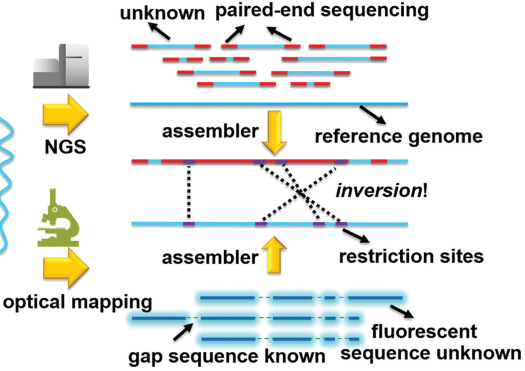 unknown
paired-end sequencing
NGS
assembler
reference genome
inversion!
restriction sites
assembler
optical mapping
gap sequence known
fluorescent
sequence unknown